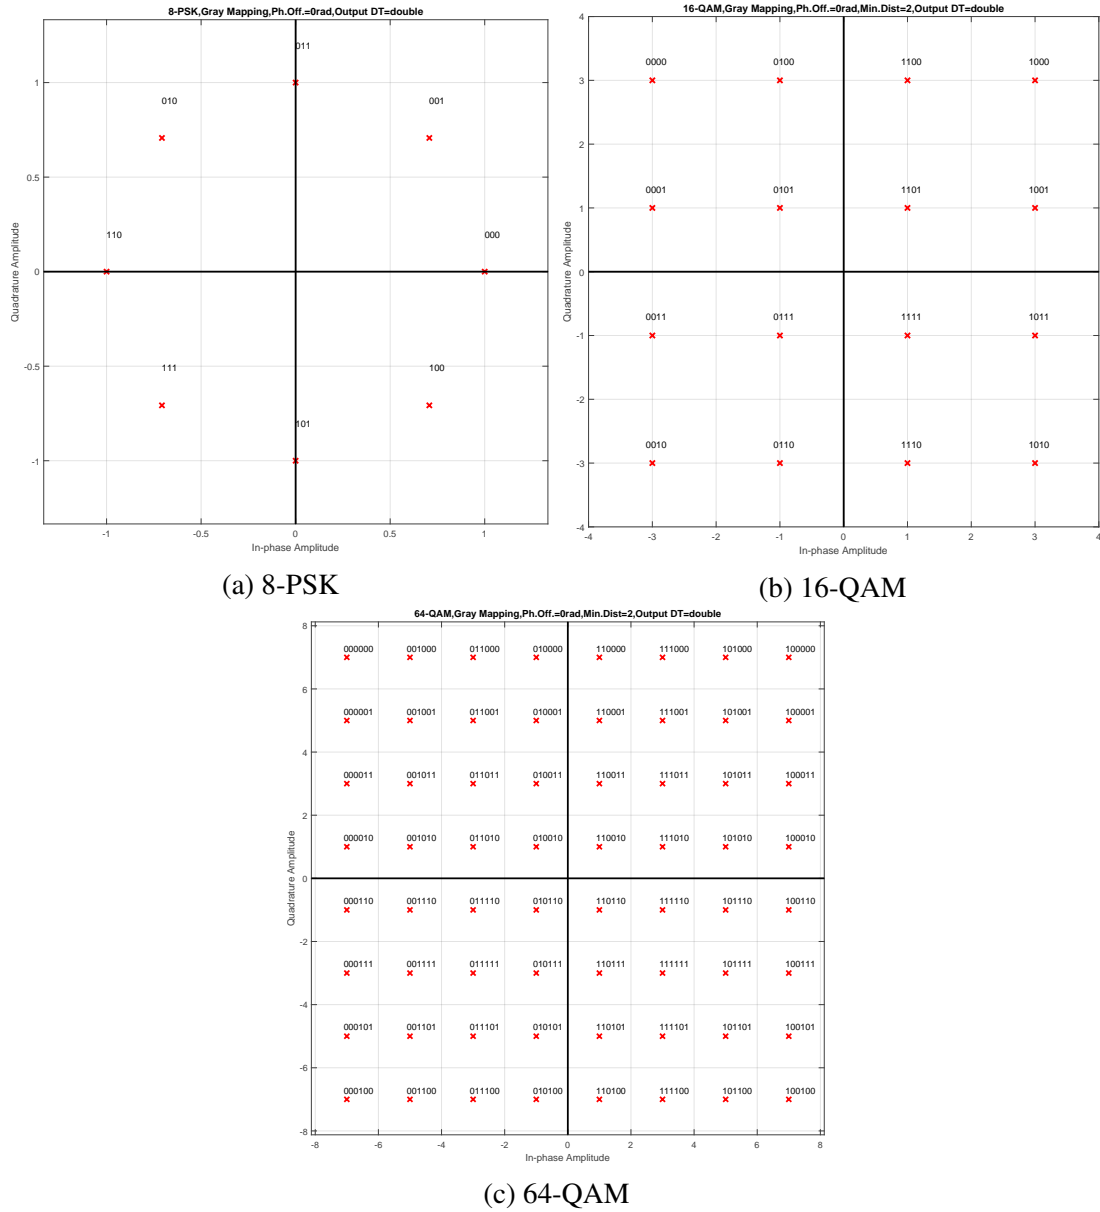 8-PSK,Gray Mapping,Ph.Off.=0rad,Output DT=double
011
1
010
001
0.5
110
000
0
-0.5
111
100
101
-1
-1
-0.5
0
0.5
1
Quadrature Amplitude
In-phase Amplitude
(a) 8-PSK
16-QAM,Gray Mapping,Ph.Off.=0rad,Min.Dist=2,Output DT=double
4
0000 0100 1100 1000
3
2
0001 0101 1101 1001
1
0
0011 0111 1111 1011
-1
-2
0010 0110 1110 1010
-3
-4
-4 -3 -2 -1 0 1 2 3 4
Quadrature Amplitude
In-phase Amplitude
(b) 16-QAM
64-QAM,Gray Mapping,Ph.Off.=0rad,Min.Dist=2,Output DT=double
8
000000 001000 011000 010000 110000 111000 101000 100000
6
000001 001001 011001 010001 110001 111001 101001 100001
4
000011 001011 011011 010011 110011 111011 101011 100011
2
000010 001010 011010 010010 110010 111010 101010 100010
0
000110 001110 011110 010110 110110 111110 101110 100110
-2
000111 001111 011111 010111 110111 111111 101111 100111
-4
000101 001101 011101 010101 110101 111101 101101 100101
-6
000100 001100 011100 010100 110100 111100 101100 100100
-8
-8 -6 -4 -2 0 2 4 6 8
Quadrature Amplitude
In-phase Amplitude
(c) 64-QAM